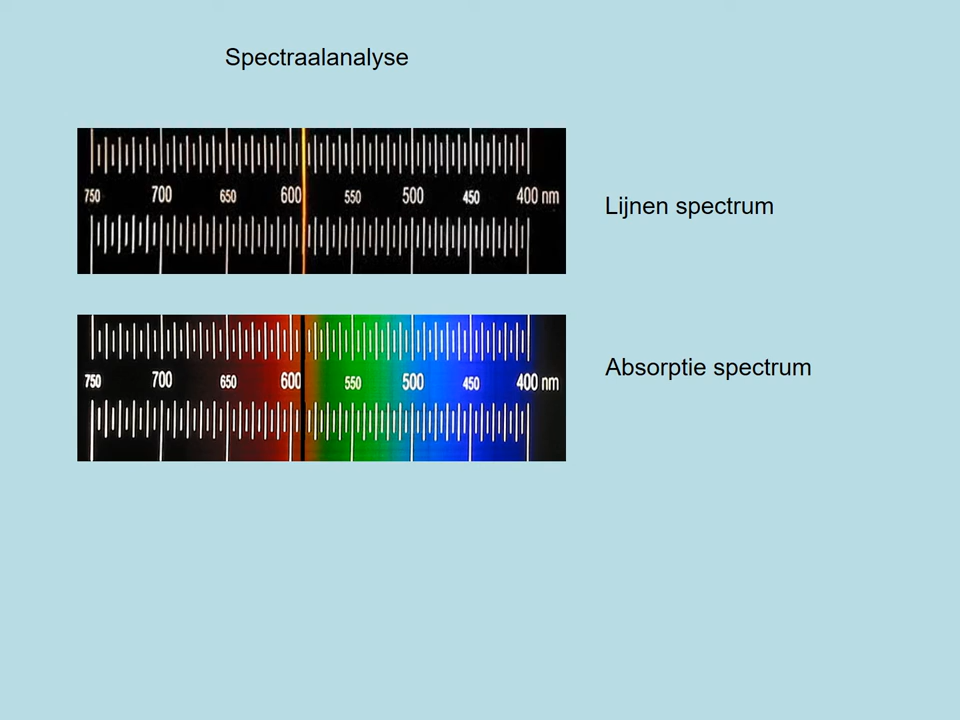 Spectraalanalyse
750 700 650 600 550 500 450 400 nm
Lijnen spectrum
750 700 650 600 550 500 450 400 nm
Absorptie spectrum